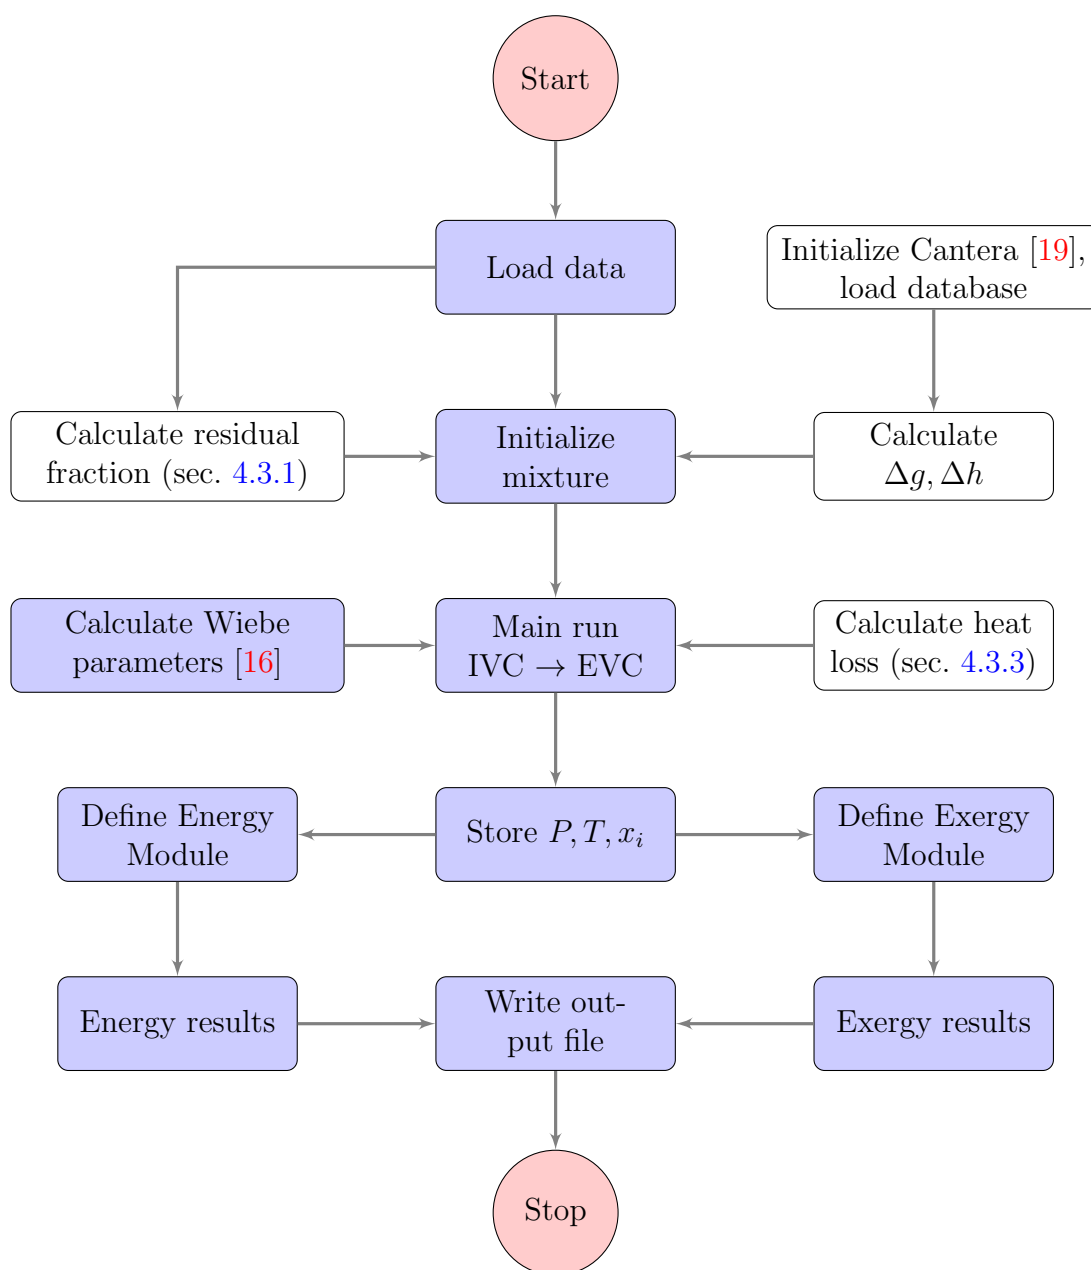 Start
Load data
Initialize Cantera [19],
load database
Calculate residual
fraction (sec. 4.3.1)
Initialize
mixture
Calculate
Δg, Δh
Calculate Wiebe
parameters [16]
Main run
IVC → EVC
Calculate heat
loss (sec. 4.3.3)
Define Energy
Module
Store P, T, xᵢ
Define Exergy
Module
Energy results
Write out-
put file
Exergy results
Stop